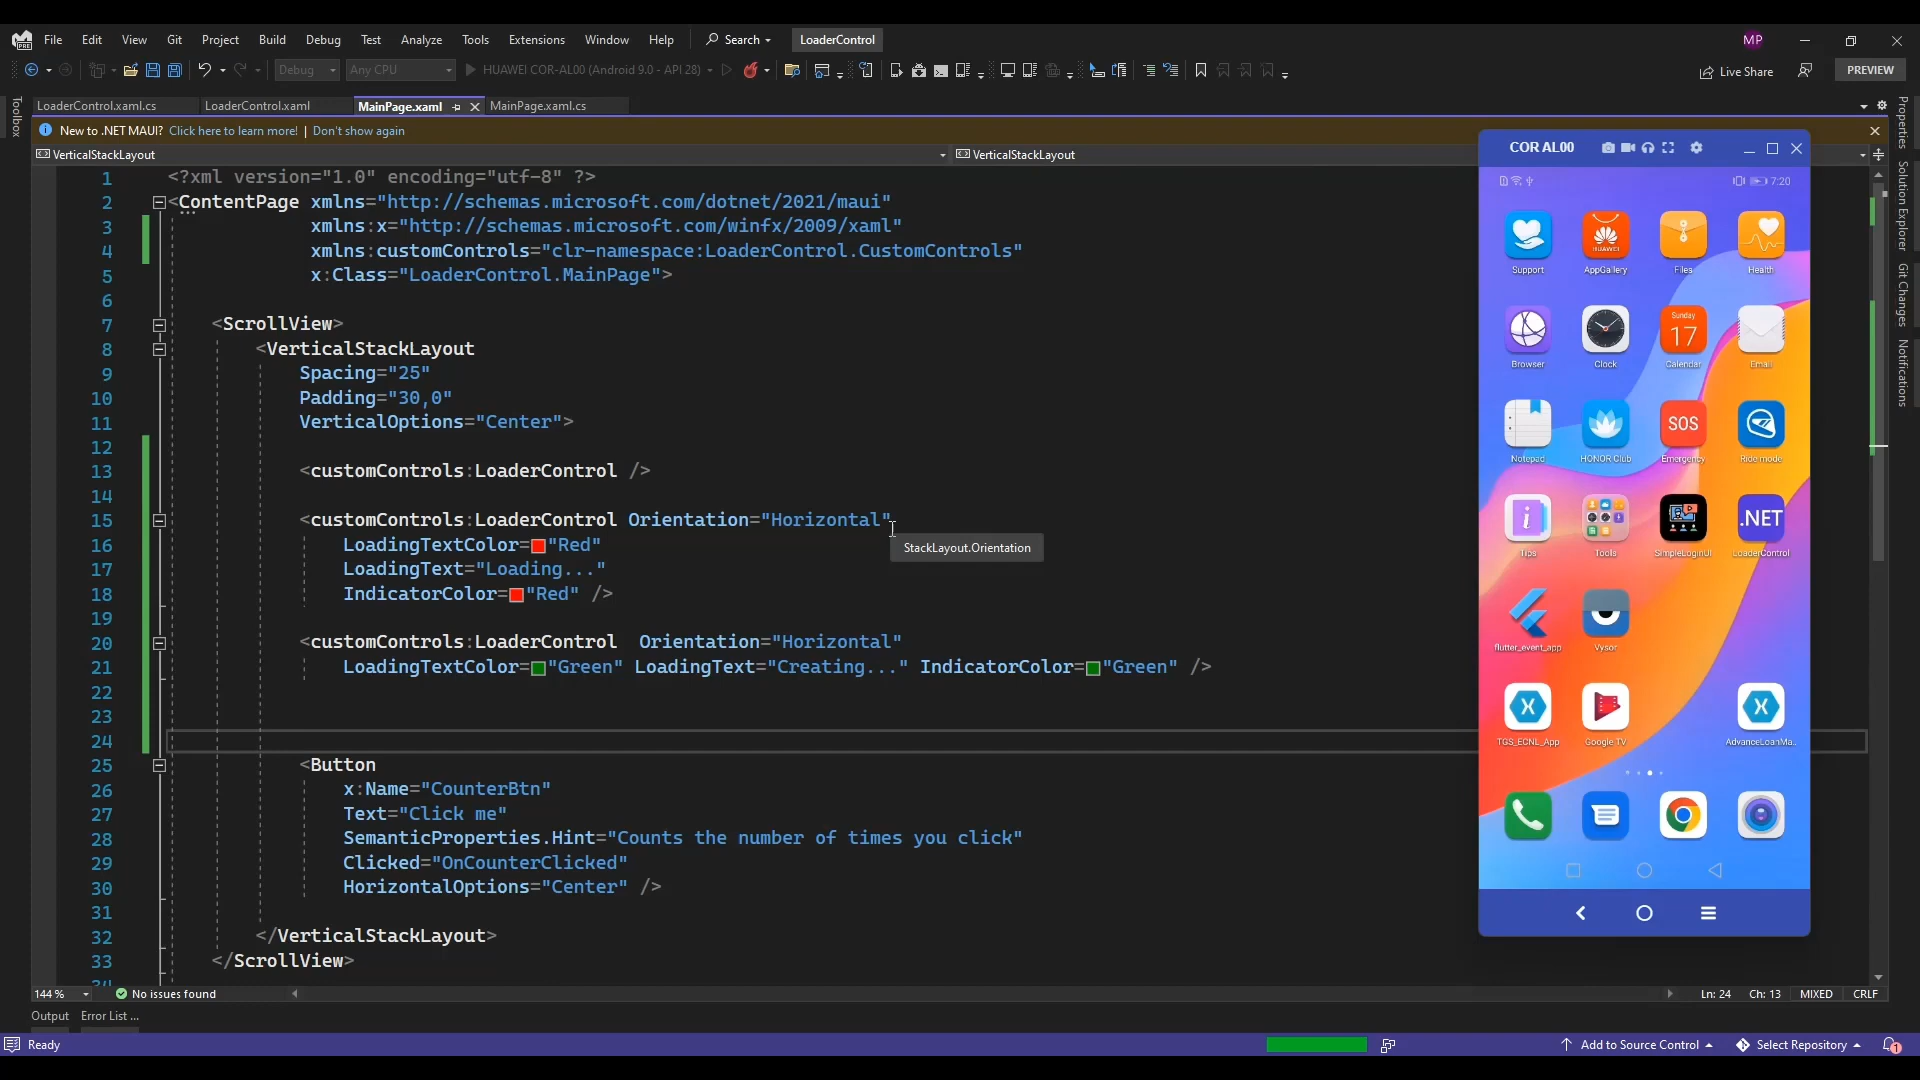 File Edit View Git Project Build Debug Test Analyze Tools Extensions Window Help Search LoaderControl MP
Debug Any CPU HUAWEI COR-AL00 (Android 9.0 - API 28) Live Share PREVIEW
LoaderControl.xaml.cs LoaderControl.xaml MainPage.xaml MainPage.xaml.cs
Toolbox
New to .NET MAUI? Click here to learn more! | Don't show again
VerticalStackLayout VerticalStackLayout
1 <?xml version="1.0" encoding="utf-8" ?>
2 <ContentPage xmlns="http://schemas.microsoft.com/dotnet/2021/maui"
3 xmlns:x="http://schemas.microsoft.com/winfx/2009/xaml"
4 xmlns:customControls="clr-namespace:LoaderControl.CustomControls"
5 x:Class="LoaderControl.MainPage">
6
7 <ScrollView>
8 <VerticalStackLayout
9 Spacing="25"
10 Padding="30,0"
11 VerticalOptions="Center">
12
13 <customControls:LoaderControl />
14
15 <customControls:LoaderControl Orientation="Horizontal"
StackLayout.Orientation
16 LoadingTextColor="Red"
17 LoadingText="Loading..."
18 IndicatorColor="Red" />
19
20 <customControls:LoaderControl  Orientation="Horizontal"
21 LoadingTextColor="Green" LoadingText="Creating..." IndicatorColor="Green" />
22
23
24
25 <Button
26 x:Name="CounterBtn"
27 Text="Click me"
28 SemanticProperties.Hint="Counts the number of times you click"
29 Clicked="OnCounterClicked"
30 HorizontalOptions="Center" />
31
32 </VerticalStackLayout>
33 </ScrollView>
34
COR AL00
7:20
HUAWEI
Support AppGallery Files Health
Sunday
17
Browser Clock Calendar Email
SOS
Notepad HONOR Club Emergency Ride mode
.NET
Tips Tools SimpleLoginUI LoaderControl
flutter_event_app Vysor
TGS_ECNL_App Google TV AdvanceLoanMa..
Properties
Solution Explorer
Git Changes
Notifications
144 % No issues found Ln: 24 Ch: 13 MIXED CRLF
Output Error List ...
Ready Add to Source Control Select Repository 1